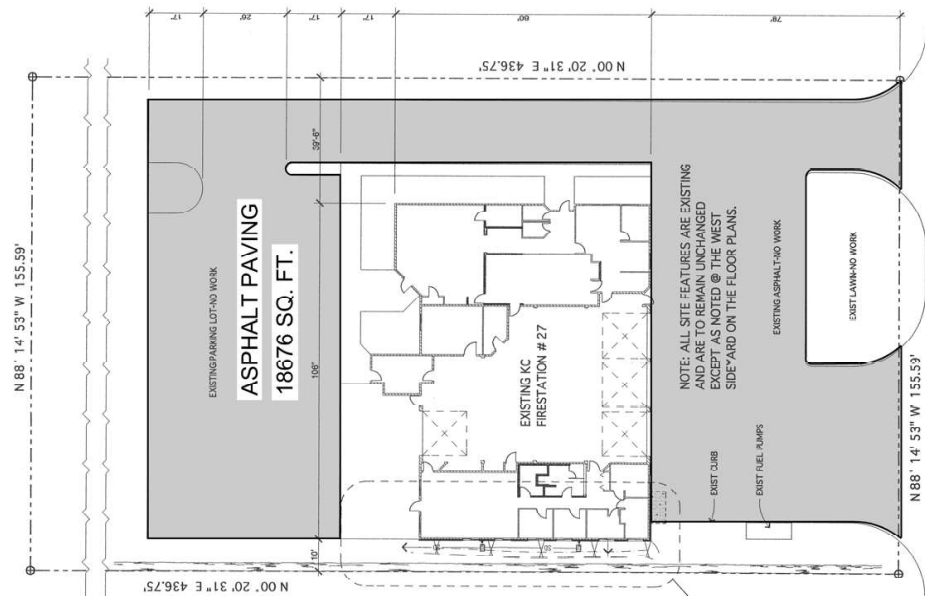 17'
26'
17'
17'
80'
78'
N 00° 20' 31" E 436.75'
N 88° 14' 53" W 155.59'
39'-6"
EXISTING PARKING LOT-NO WORK
ASPHALT PAVING
18676 SQ. FT.
106'
EXISTING KC
FIRESTATION # 27
NOTE: ALL SITE FEATURES ARE EXISTING
AND ARE TO REMAIN UNCHANGED
EXCEPT AS NOTED @ THE WEST
SIDEYARD ON THE FLOOR PLANS.
EXISTING ASPHALT-NO WORK
EXIST LAWN-NO WORK
EXIST CURB
EXIST FUEL PUMPS
N 88° 14' 53" W 155.59'
10'
N 00° 20' 31" E 436.75'